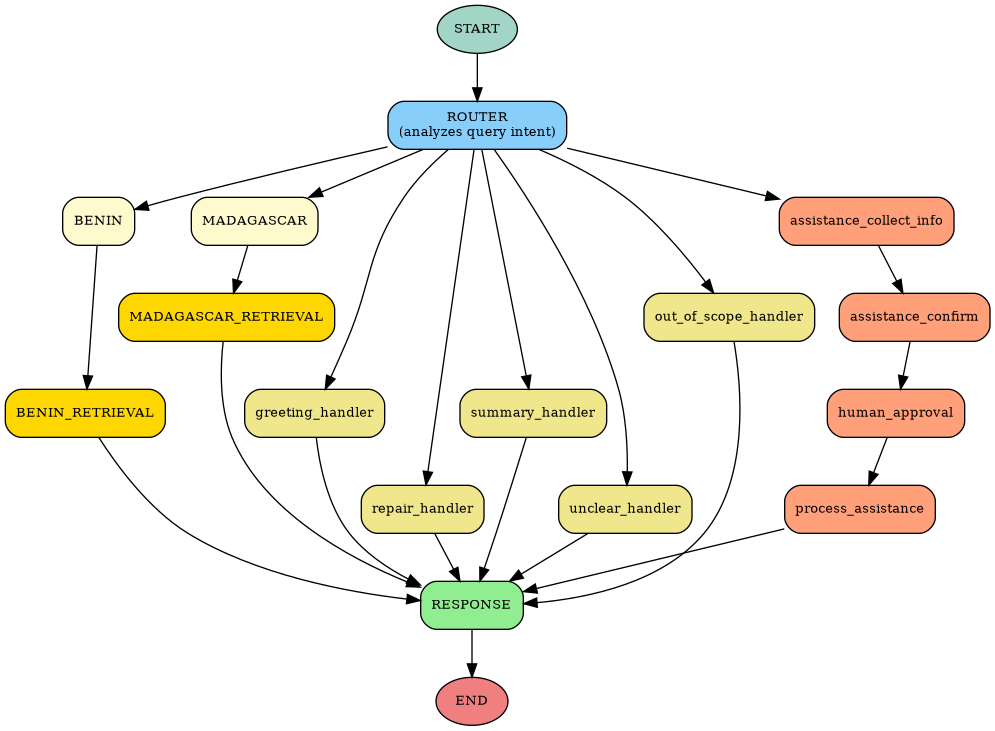 START
ROUTER
(analyzes query intent)
BENIN
MADAGASCAR
assistance_collect_info
MADAGASCAR_RETRIEVAL
out_of_scope_handler
assistance_confirm
BENIN_RETRIEVAL
greeting_handler
summary_handler
human_approval
repair_handler
unclear_handler
process_assistance
RESPONSE
END